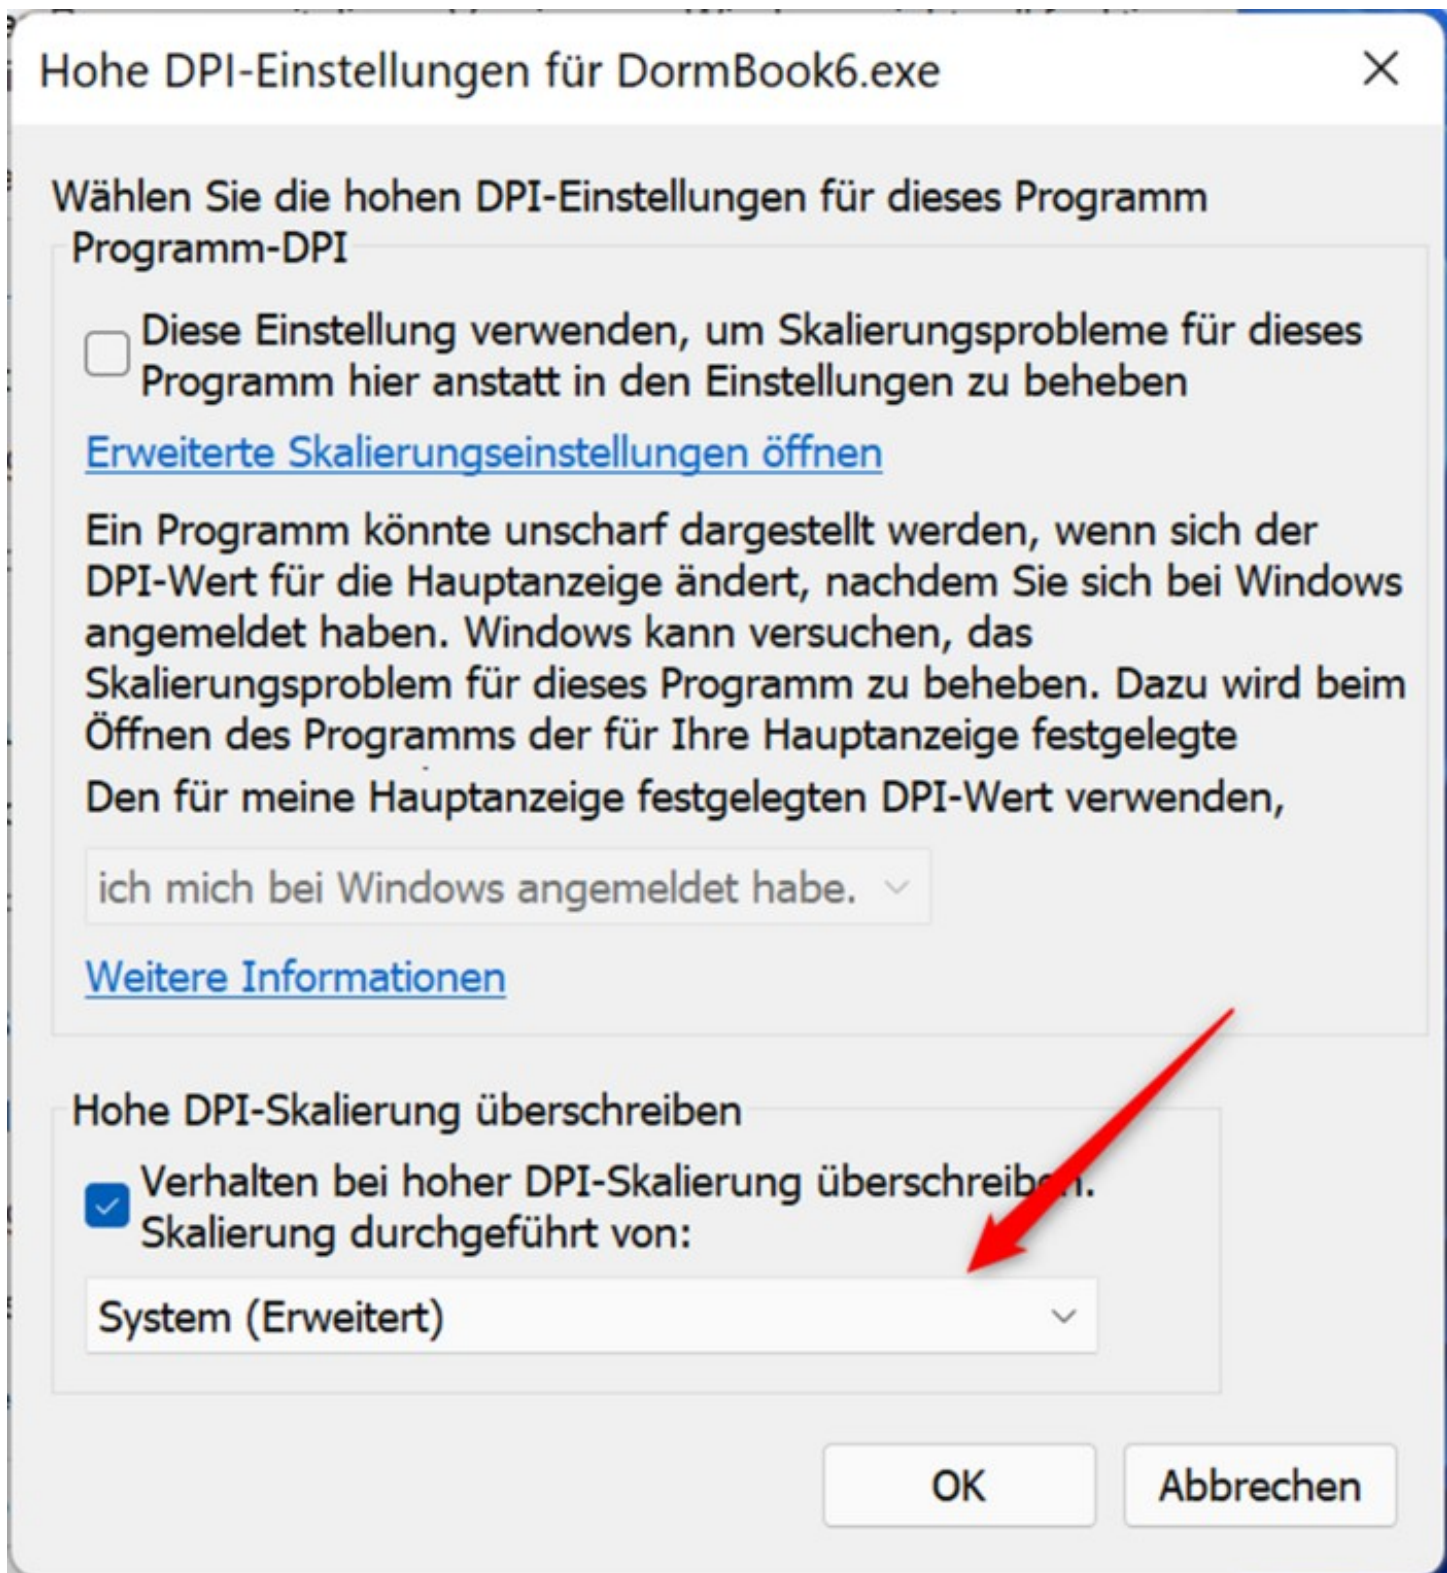 Hohe DPI-Einstellungen für DormBook6.exe
Wählen Sie die hohen DPI-Einstellungen für dieses Programm
Programm-DPI
Diese Einstellung verwenden, um Skalierungsprobleme für dieses
Programm hier anstatt in den Einstellungen zu beheben
Erweiterte Skalierungseinstellungen öffnen
Ein Programm könnte unscharf dargestellt werden, wenn sich der
DPI-Wert für die Hauptanzeige ändert, nachdem Sie sich bei Windows
angemeldet haben. Windows kann versuchen, das
Skalierungsproblem für dieses Programm zu beheben. Dazu wird beim
Öffnen des Programms der für Ihre Hauptanzeige festgelegte
Den für meine Hauptanzeige festgelegten DPI-Wert verwenden,
ich mich bei Windows angemeldet habe.
Weitere Informationen
Hohe DPI-Skalierung überschreiben
Verhalten bei hoher DPI-Skalierung überschreiben.
Skalierung durchgeführt von:
System (Erweitert)
OK
Abbrechen